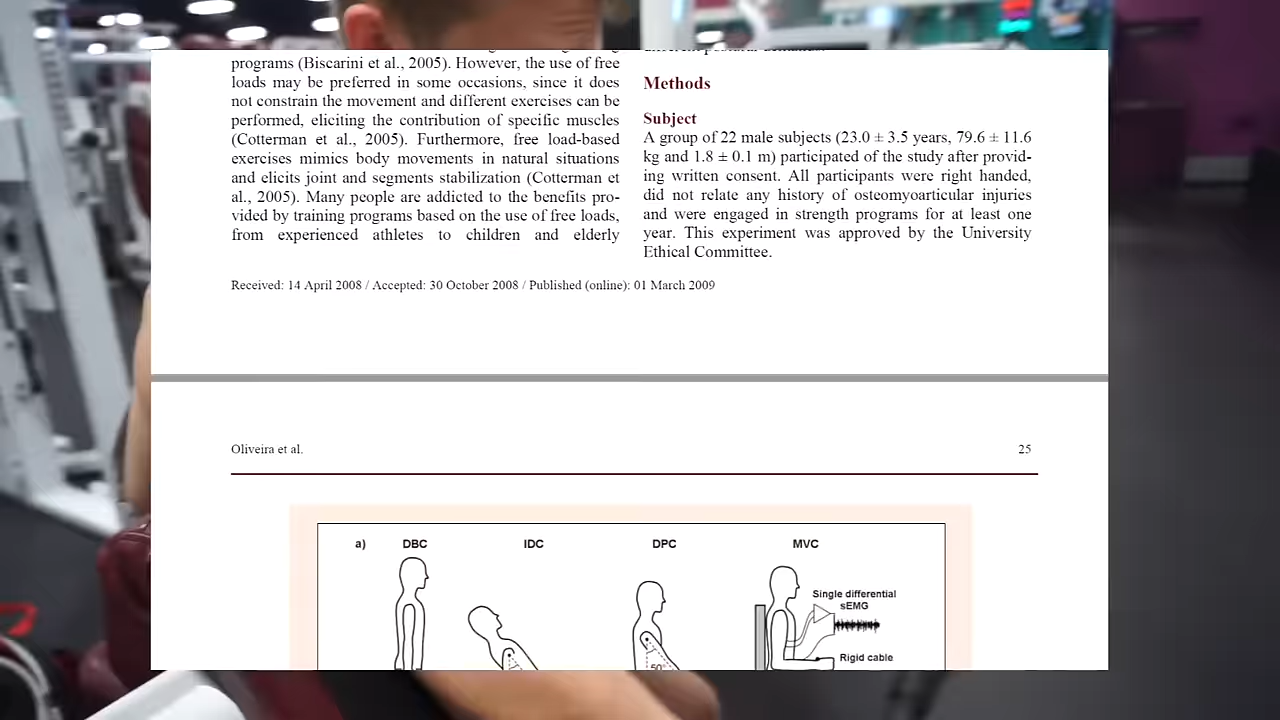 programs (Biscarini et al., 2005). However, the use of free
loads may be preferred in some occasions, since it does
not constrain the movement and different exercises can be
performed, eliciting the contribution of specific muscles
(Cotterman et al., 2005). Furthermore, free load-based
exercises mimics body movements in natural situations
and elicits joint and segments stabilization (Cotterman et
al., 2005). Many people are addicted to the benefits pro-
vided by training programs based on the use of free loads,
from experienced athletes to children and elderly
Methods
Subject
A group of 22 male subjects (23.0 ± 3.5 years, 79.6 ± 11.6
kg and 1.8 ± 0.1 m) participated of the study after provid-
ing written consent. All participants were right handed,
did not relate any history of osteomyoarticular injuries
and were engaged in strength programs for at least one
year. This experiment was approved by the University
Ethical Committee.
Received: 14 April 2008 / Accepted: 30 October 2008 / Published (online): 01 March 2009
Oliveira et al. 25
a) DBC IDC DPC MVC
Single differential
sEMG
Rigid cable